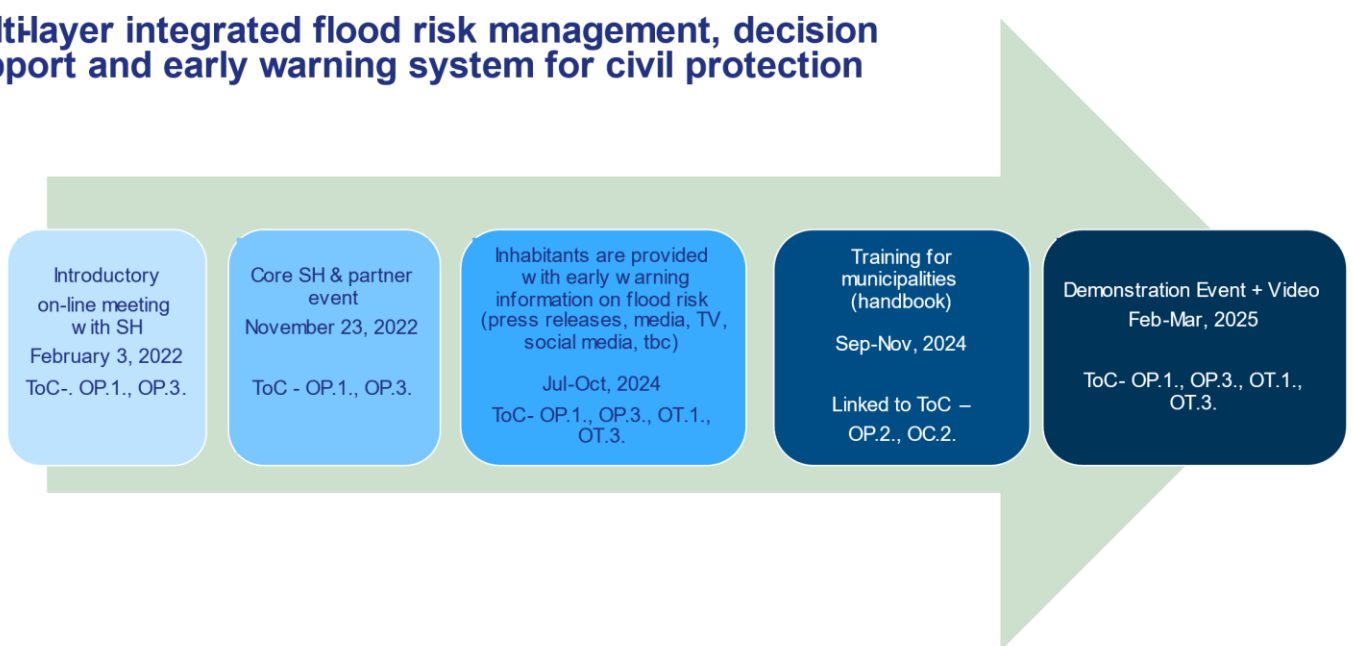 lti-layer integrated flood risk management, decision
pport and early warning system for civil protection
Introductory
on-line meeting
with SH
February 3, 2022
ToC-. OP.1., OP.3.
Core SH & partner
event
November 23, 2022
ToC - OP.1., OP.3.
Inhabitants are provided
with early warning
information on flood risk
(press releases, media, TV,
social media, tbc)
Jul-Oct, 2024
ToC- OP.1., OP.3., OT.1.,
OT.3.
Training for
municipalities
(handbook)
Sep-Nov, 2024
Linked to ToC –
OP.2., OC.2.
Demonstration Event + Video
Feb-Mar, 2025
ToC- OP.1., OP.3., OT.1.,
OT.3.